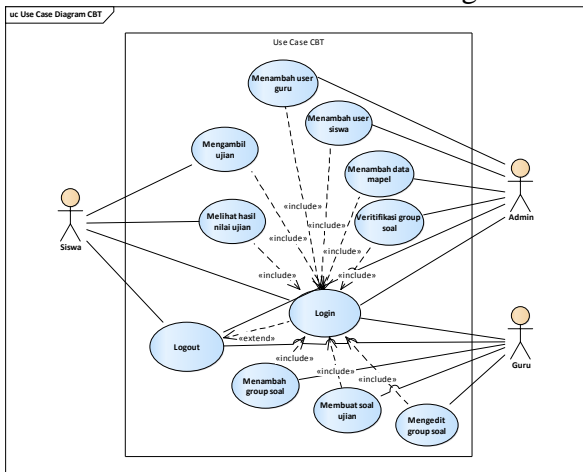 uc Use Case Diagram CBT
Use Case CBT
Menambah user
guru
Menambah user
siswa
Mengambil
ujian
Menambah data
mapel
Melihat hasil
nilai ujian
Veritifikasi group
soal
Siswa
Admin
«include»
«include»
«include»
«include»
«include»
«include»
Login
Logout
«extend»
«include»
«include»
«include»
Menambah
group soal
Membuat soal
ujian
Mengedit
group soal
Guru